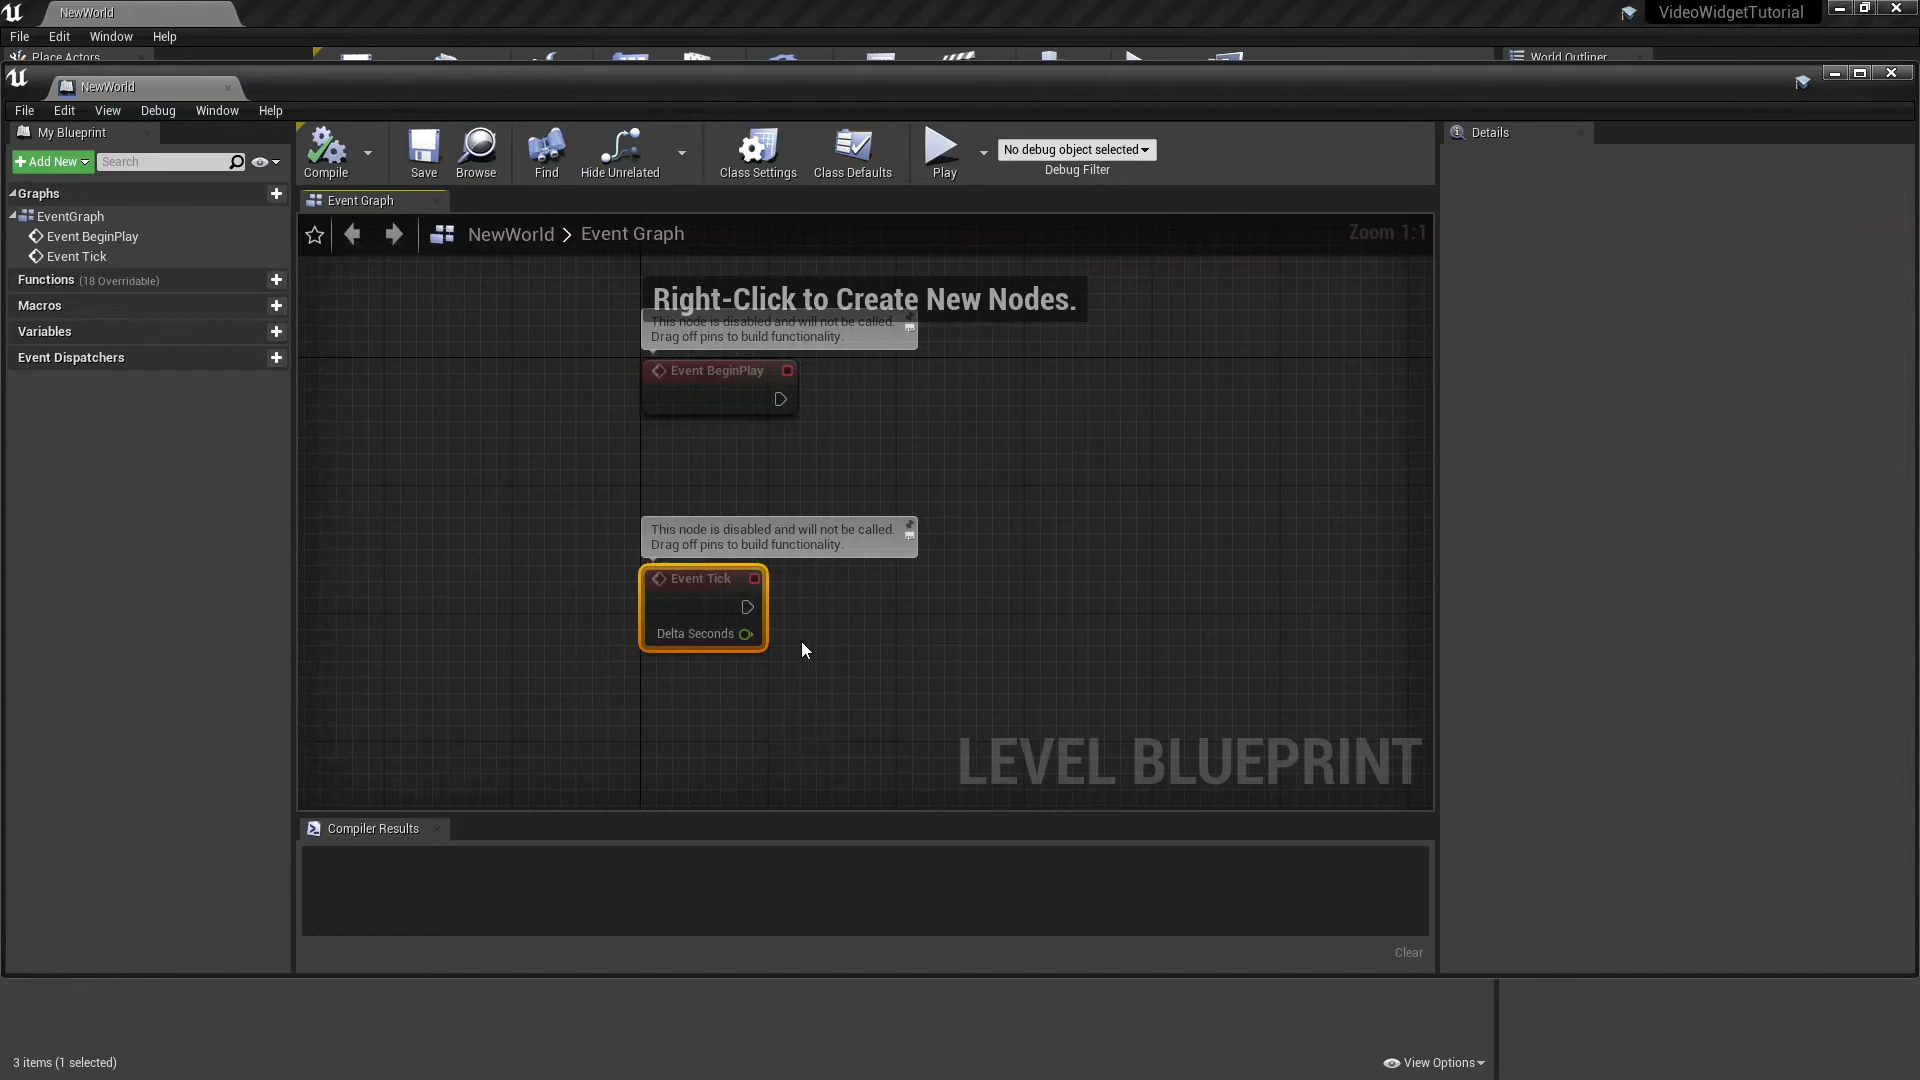 NewWorld
VideoWidgetTutorial
File Edit Window Help
Place Actors
World Outliner
NewWorld
File Edit View Debug Window Help
My Blueprint
Details
+ Add New
Search
Compile
Save
Browse
Find
Hide Unrelated
Class Settings
Class Defaults
Play
No debug object selected
Debug Filter
Graphs
EventGraph
Event BeginPlay
Event Tick
Functions (18 Overridable)
Macros
Variables
Event Dispatchers
Event Graph
NewWorld > Event Graph
Zoom 1:1
Right-Click to Create New Nodes.
This node is disabled and will not be called.
Drag off pins to build functionality.
Event BeginPlay
This node is disabled and will not be called.
Drag off pins to build functionality.
Event Tick
Delta Seconds
LEVEL BLUEPRINT
Compiler Results
Clear
3 items (1 selected)
View Options